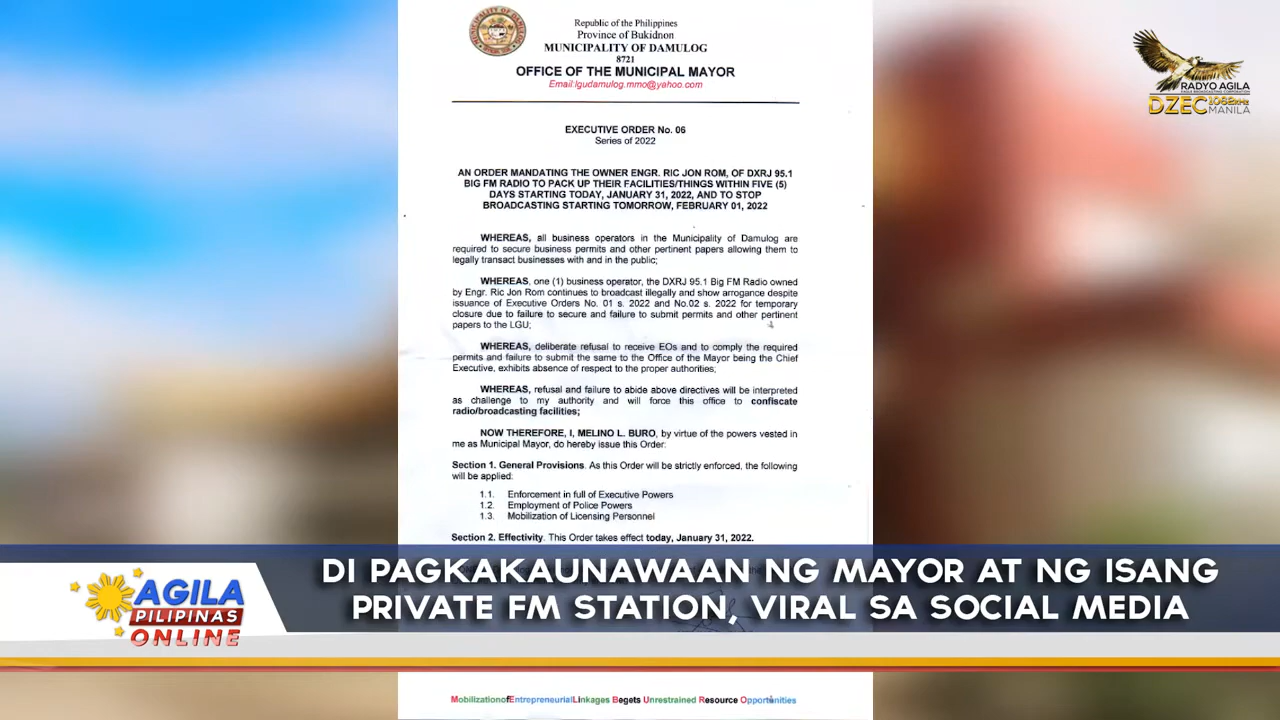 Republic of the Philippines
Province of Bukidnon
MUNICIPALITY OF DAMULOG
8721
OFFICE OF THE MUNICIPAL MAYOR
Email:lgudamulog.mmo@yahoo.com
RADYO AGILA
EAGLE BROADCASTING CORPORATION
DZEC 1062KHZ
MANILA
EXECUTIVE ORDER No. 06
Series of 2022
AN ORDER MANDATING THE OWNER ENGR. RIC JON ROM, OF DXRJ 95.1
BIG FM RADIO TO PACK UP THEIR FACILITIES/THINGS WITHIN FIVE (5)
DAYS STARTING TODAY, JANUARY 31, 2022, AND TO STOP
BROADCASTING STARTING TOMORROW, FEBRUARY 01, 2022
WHEREAS, all business operators in the Municipality of Damulog are
required to secure business permits and other pertinent papers allowing them to
legally transact businesses with and in the public;
WHEREAS, one (1) business operator, the DXRJ 95.1 Big FM Radio owned
by Engr. Ric Jon Rom continues to broadcast illegally and show arrogance despite
issuance of Executive Orders No. 01 s. 2022 and No.02 s. 2022 for temporary
closure due to failure to secure and failure to submit permits and other pertinent
papers to the LGU;
WHEREAS, deliberate refusal to receive EOs and to comply the required
permits and failure to submit the same to the Office of the Mayor being the Chief
Executive, exhibits absence of respect to the proper authorities;
WHEREAS, refusal and failure to abide above directives will be interpreted
as challenge to my authority and will force this office to confiscate
radio/broadcasting facilities;
NOW THEREFORE, I, MELINO L. BURO, by virtue of the powers vested in
me as Municipal Mayor, do hereby issue this Order:
Section 1. General Provisions. As this Order will be strictly enforced, the following
will be applied:
1.1. Enforcement in full of Executive Powers
1.2. Employment of Police Powers
1.3. Mobilization of Licensing Personnel
Section 2. Effectivity. This Order takes effect today, January 31, 2022.
AGILA
PILIPINAS
ONLINE
DI PAGKAKAUNAWAAN NG MAYOR AT NG ISANG
PRIVATE FM STATION, VIRAL SA SOCIAL MEDIA
MobilizationofEntrepreneurialLinkages Begets Unrestrained Resource Opportunities